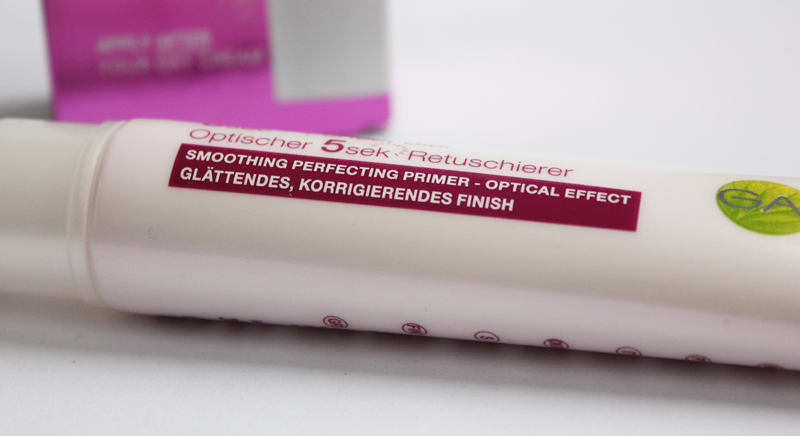 APPLY AFTER
YOUR DAY CREAM
Optischer 5sek Retuschierer
SMOOTHING PERFECTING PRIMER - OPTICAL EFFECT
GLÄTTENDES, KORRIGIERENDES FINISH
GA